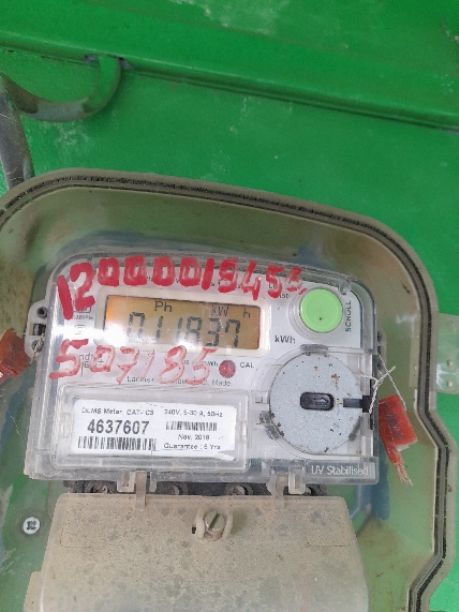 Ph kW h
011837
kWh
SCROLL
CAL
507185
Made
DLMS Meter, CAT- C3
240V, 5-30 A, 50Hz
4637607
Nov. 2018
Guarantee : 5 Yrs
UV Stabilised